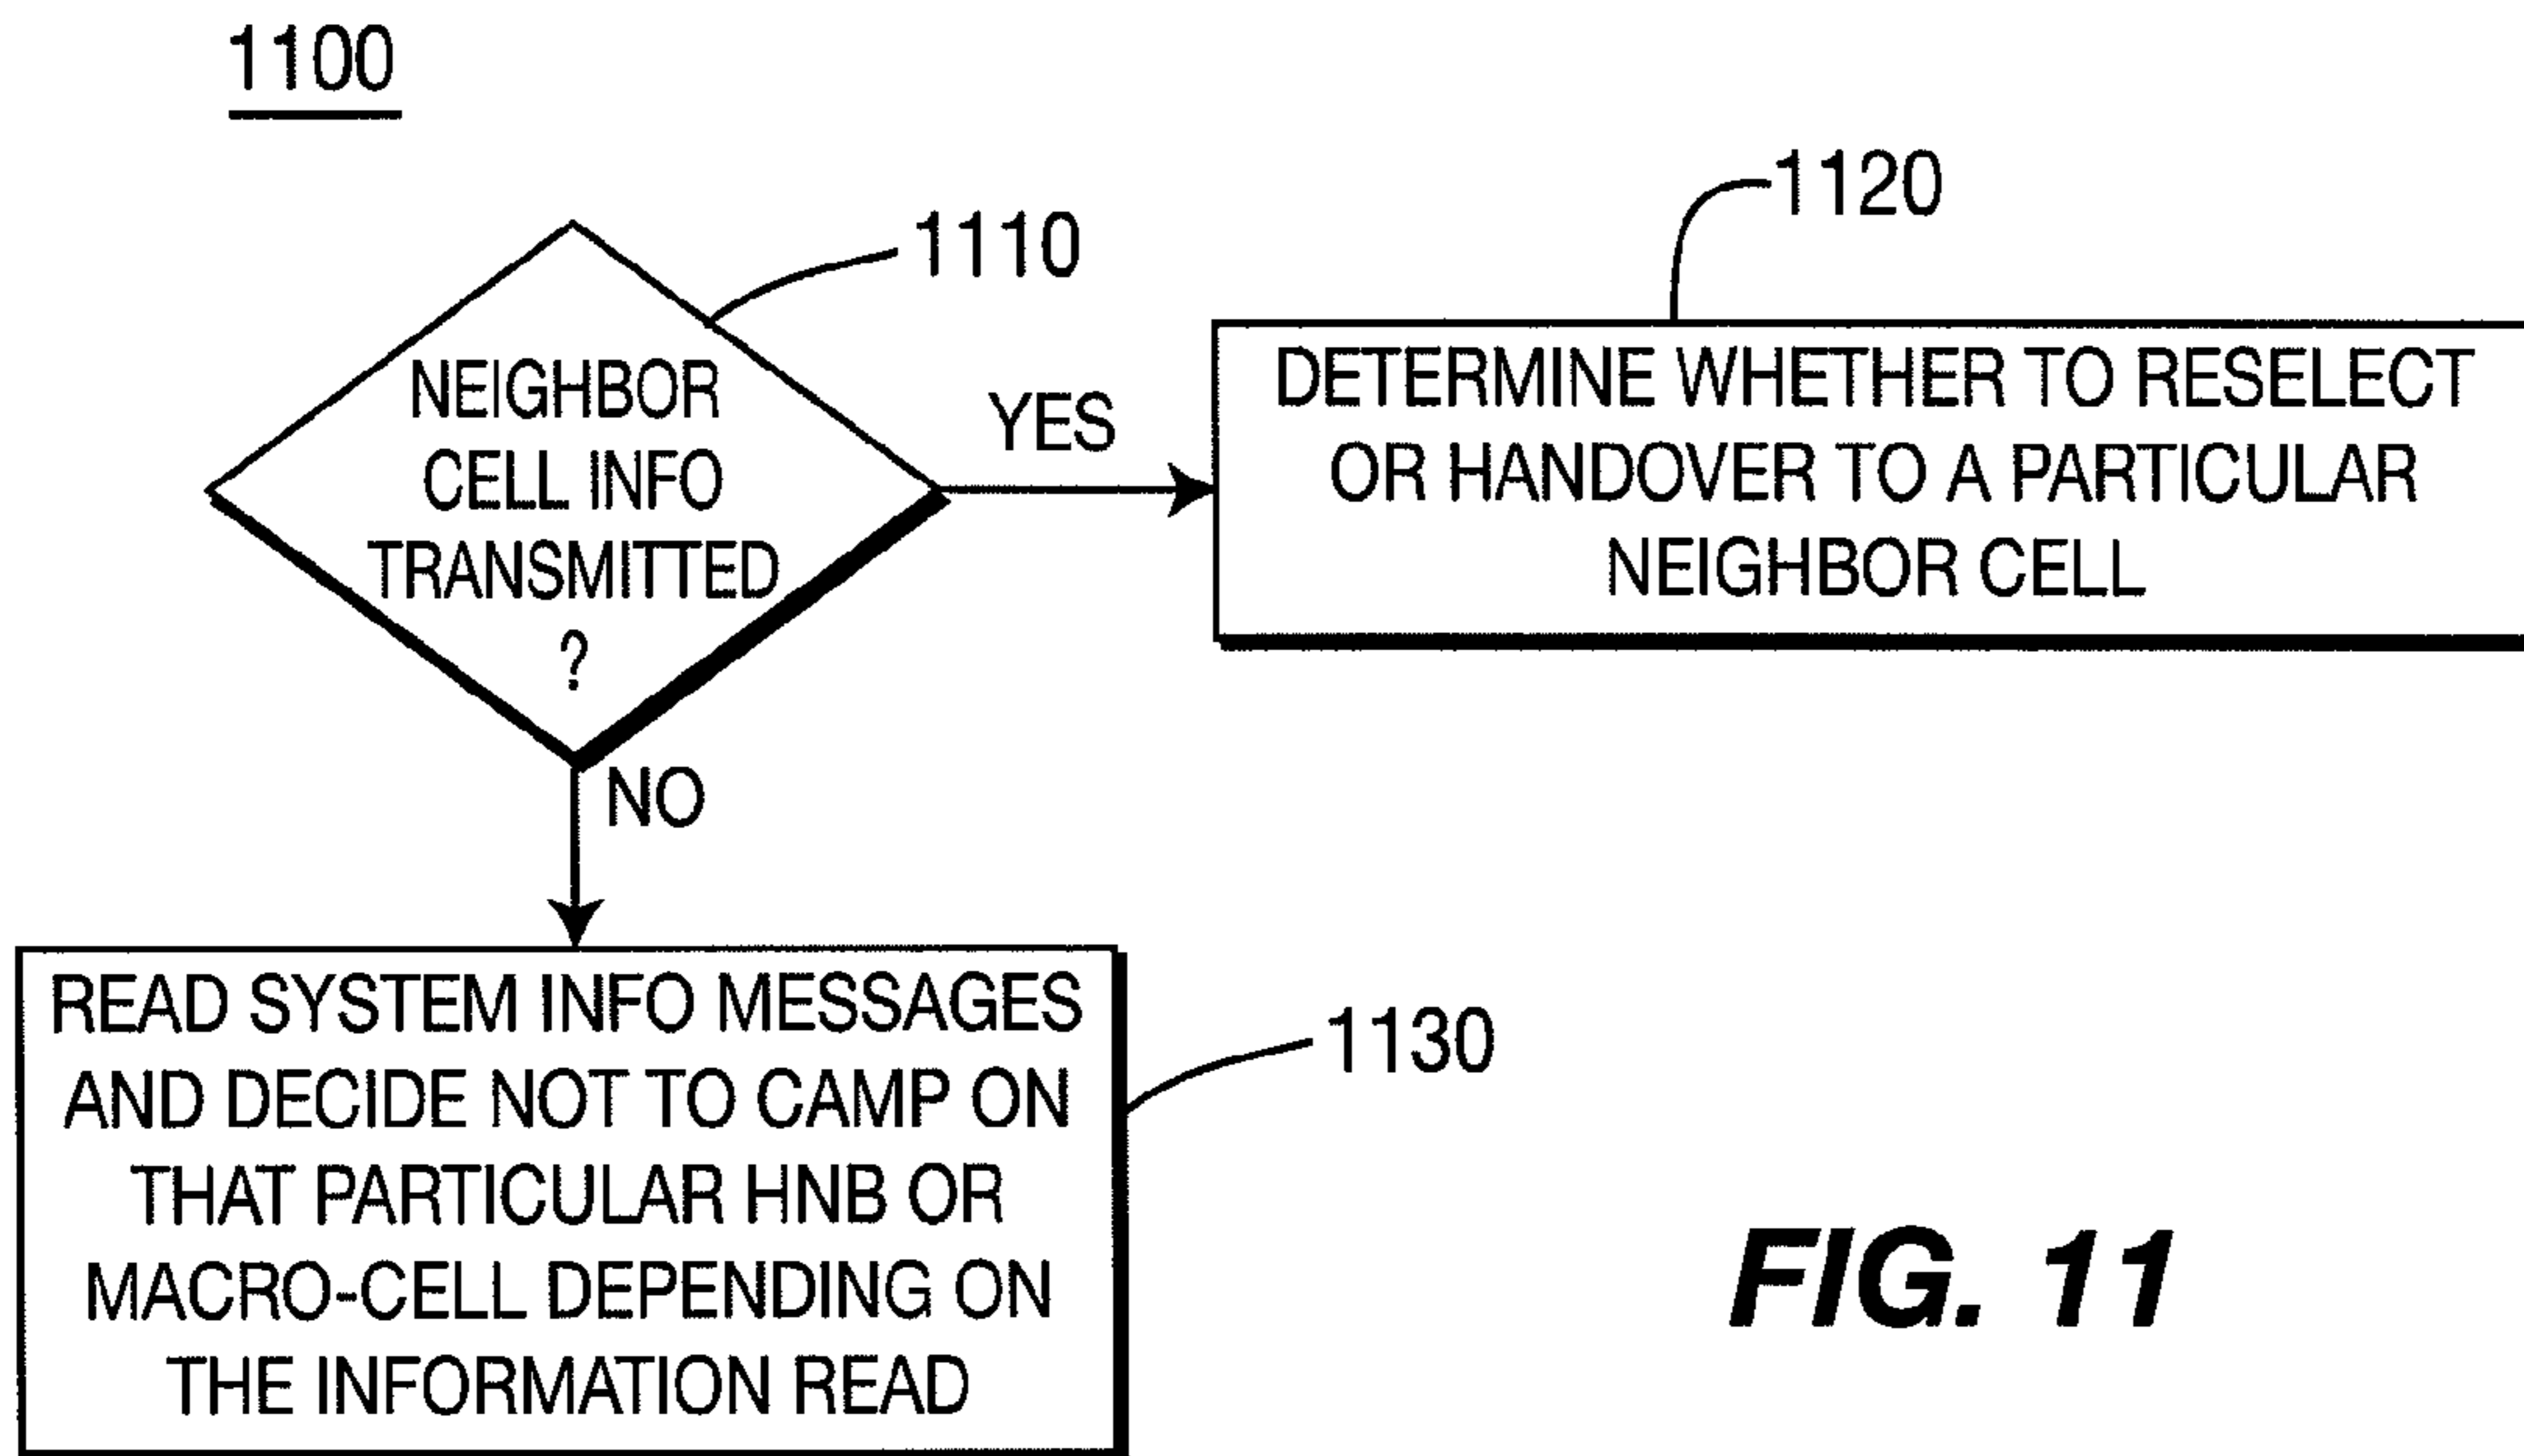 1100
1110
1120
NEIGHBOR
CELL INFO
TRANSMITTED
?
YES
DETERMINE WHETHER TO RESELECT
OR HANDOVER TO A PARTICULAR
NEIGHBOR CELL
NO
READ SYSTEM INFO MESSAGES
AND DECIDE NOT TO CAMP ON
THAT PARTICULAR HNB OR
MACRO-CELL DEPENDING ON
THE INFORMATION READ
1130
FIG. 11